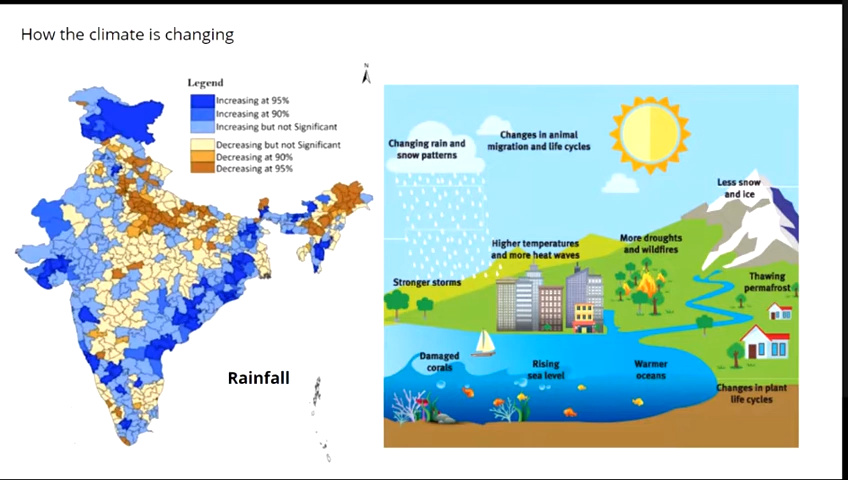 How the climate is changing
N
Legend
Increasing at 95%
Increasing at 90%
Increasing but not Significant
Decreasing but not Significant
Decreasing at 90%
Decreasing at 95%
Rainfall
Changing rain and
snow patterns
Changes in animal
migration and life cycles
Less snow
and ice
Higher temperatures
and more heat waves
More droughts
and wildfires
Stronger storms
Thawing
permafrost
Damaged
corals
Rising
sea level
Warmer
oceans
Changes in plant
life cycles